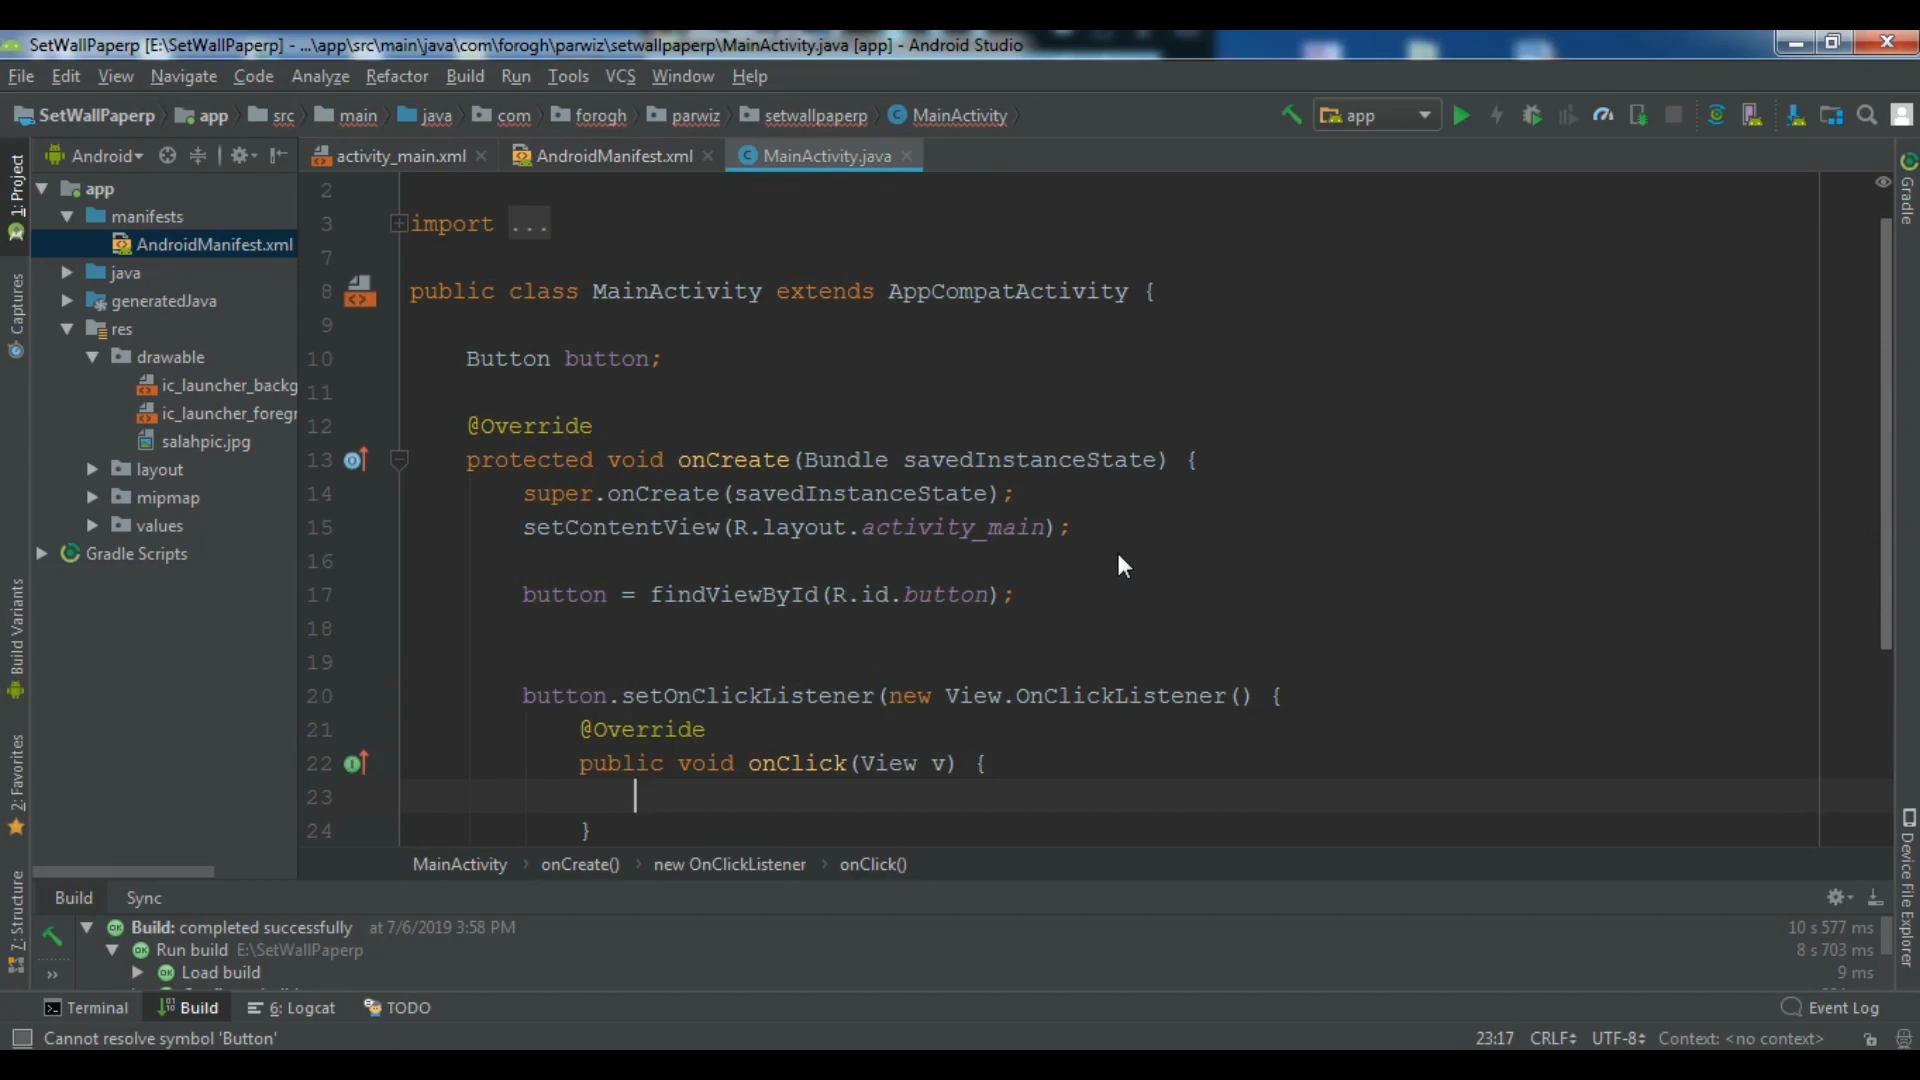 SetWallPaperp [E:\SetWallPaperp] - ...\app\src\main\java\com\forogh\parwiz\setwallpaperp\MainActivity.java [app] - Android Studio
File Edit View Navigate Code Analyze Refactor Build Run Tools VCS Window Help
SetWallPaperp app src main java com forogh parwiz setwallpaperp MainActivity app
Android activity_main.xml AndroidManifest.xml MainActivity.java
1: Project
Captures
Build Variants
2: Favorites
7: Structure
app
manifests
AndroidManifest.xml
java
generatedJava
res
drawable
ic_launcher_backg
ic_launcher_foregr
salahpic.jpg
layout
mipmap
values
Gradle Scripts
2
3 import ...
7
8 public class MainActivity extends AppCompatActivity {
9
10 Button button;
11
12 @Override
13 protected void onCreate(Bundle savedInstanceState) {
14 super.onCreate(savedInstanceState);
15 setContentView(R.layout.activity_main);
16
17 button = findViewById(R.id.button);
18
19
20 button.setOnClickListener(new View.OnClickListener() {
21 @Override
22 public void onClick(View v) {
23
24 }
MainActivity onCreate() new OnClickListener onClick()
Gradle
Device File Explorer
Build Sync
Build: completed successfully at 7/6/2019 3:58 PM 10 s 577 ms
Run build E:\SetWallPaperp 8 s 703 ms
Load build 9 ms
Terminal Build 6: Logcat TODO Event Log
Cannot resolve symbol 'Button' 23:17 CRLF UTF-8 Context: <no context>